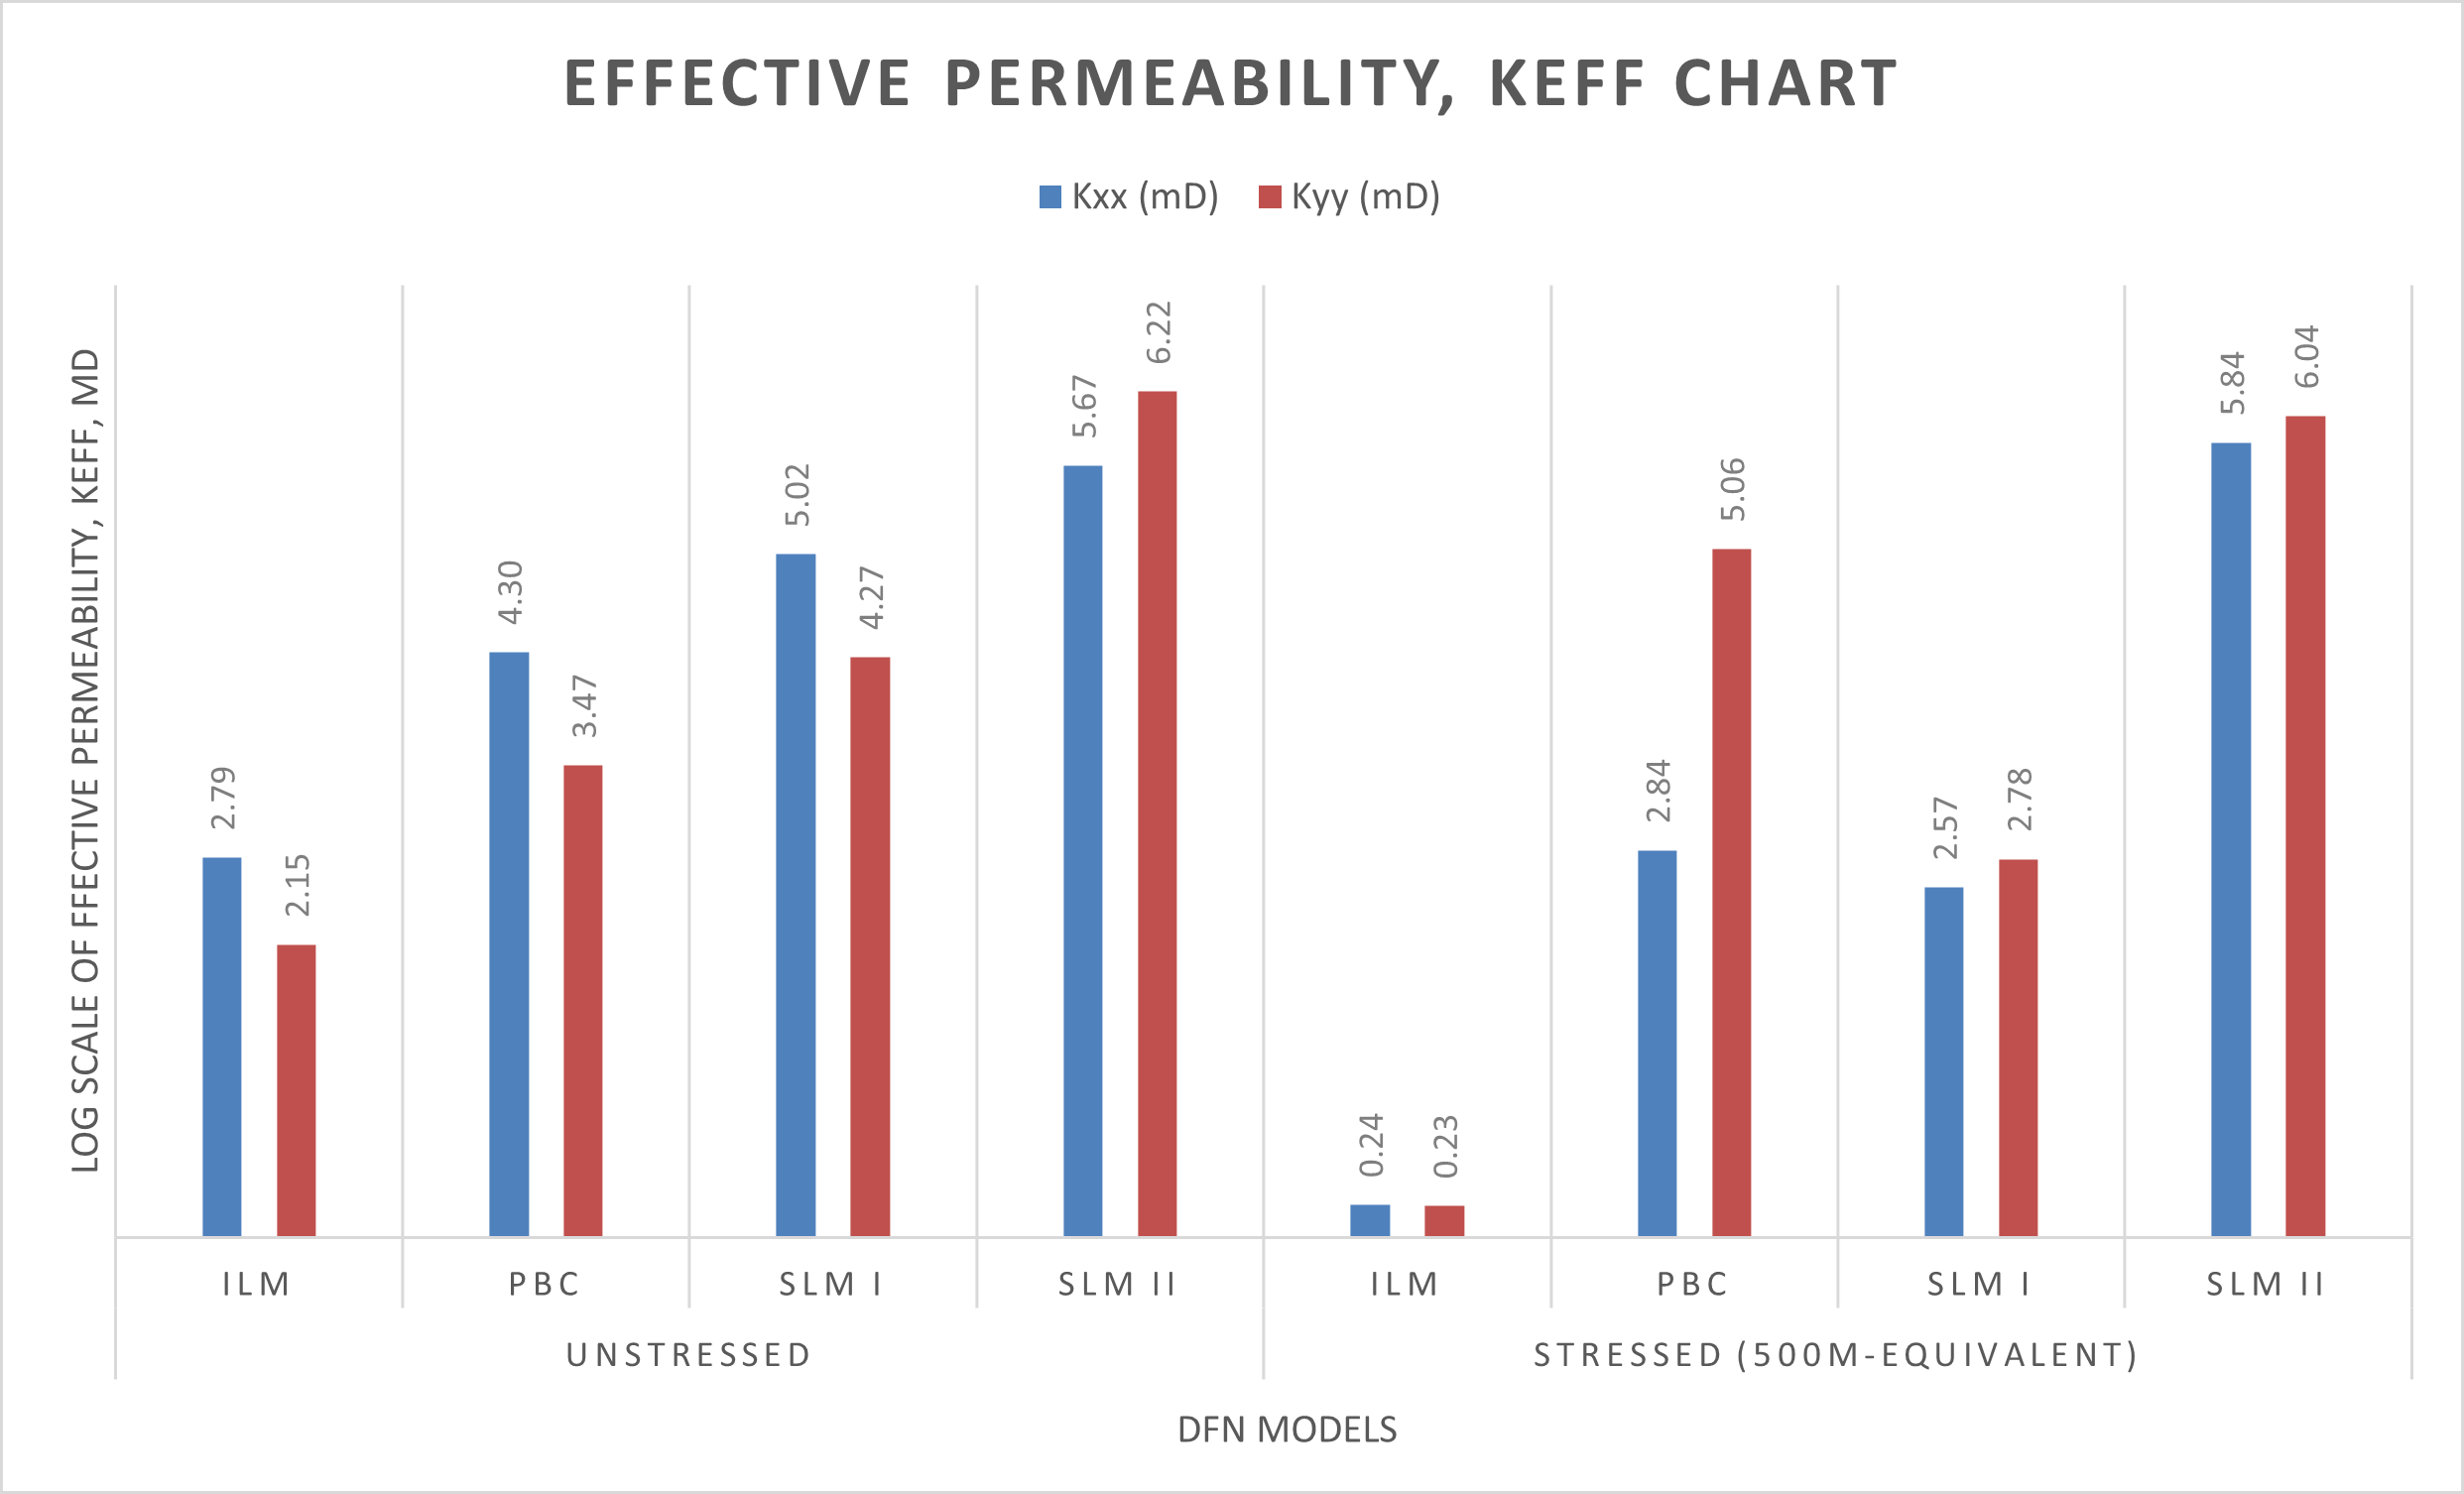 EFFECTIVE PERMEABILITY, KEFF CHART
Kxx (mD) Kyy (mD)
LOG SCALE OF EFFECTIVE PERMEABILITY, KEFF, MD
2.79
2.15
4.30
3.47
5.02
4.27
5.67
6.22
0.24
0.23
2.84
5.06
2.57
2.78
5.84
6.04
ILM PBC SLM I SLM II ILM PBC SLM I SLM II
UNSTRESSED STRESSED (500M-EQUIVALENT)
DFN MODELS